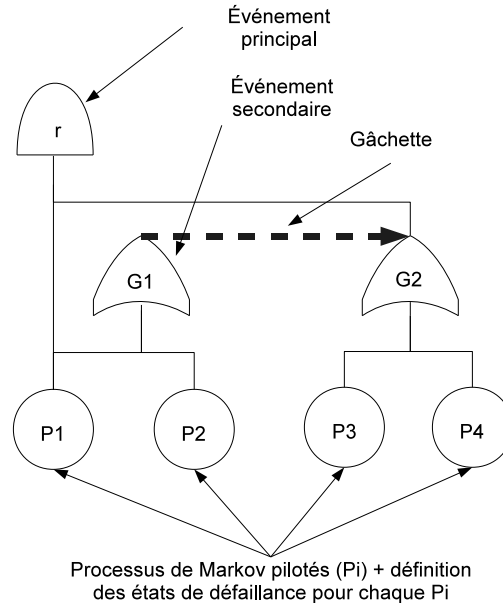 Événement
principal
Événement
secondaire
r
Gâchette
G1
G2
P1
P2
P3
P4
Processus de Markov pilotés (Pi) + définition
des états de défaillance pour chaque Pi